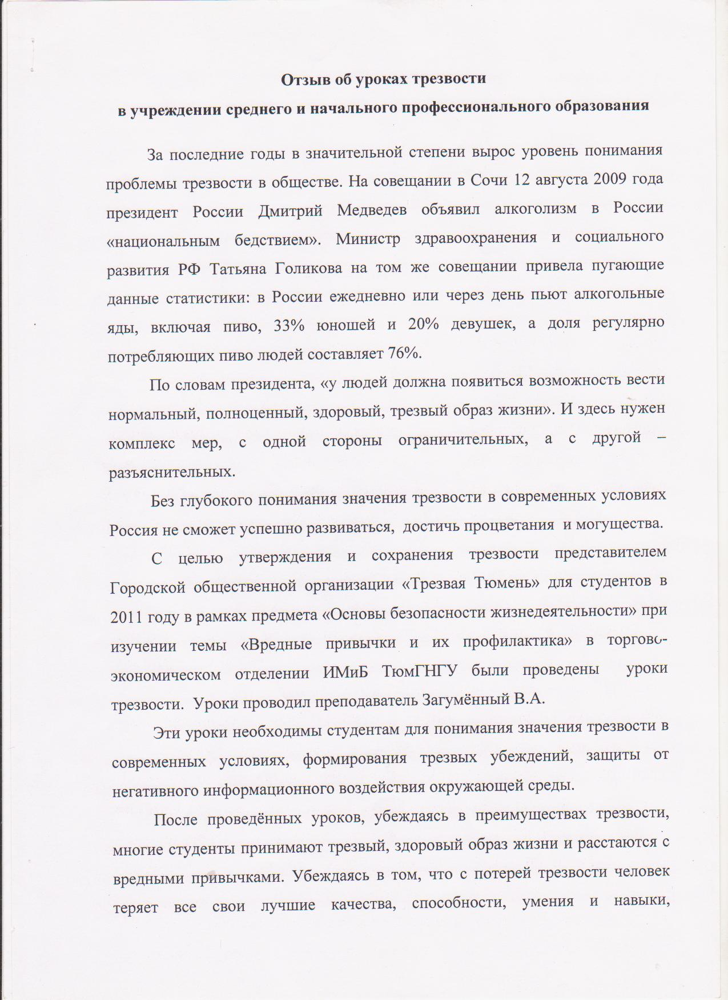 Отзыв об уроках трезвости
в учреждении среднего и начального профессионального образования
За последние годы в значительной степени вырос уровень понимания
проблемы трезвости в обществе. На совещании в Сочи 12 августа 2009 года
президент России Дмитрий Медведев объявил алкоголизм в России
«национальным бедствием». Министр здравоохранения и социального
развития РФ Татьяна Голикова на том же совещании привела пугающие
данные статистики: в России ежедневно или через день пьют алкогольные
яды, включая пиво, 33% юношей и 20% девушек, а доля регулярно
потребляющих пиво людей составляет 76%.
По словам президента, «у людей должна появиться возможность вести
нормальный, полноценный, здоровый, трезвый образ жизни». И здесь нужен
комплекс мер, с одной стороны ограничительных, а с другой –
разъяснительных.
Без глубокого понимания значения трезвости в современных условиях
Россия не сможет успешно развиваться, достичь процветания и могущества.
С целью утверждения и сохранения трезвости представителем
Городской общественной организации «Трезвая Тюмень» для студентов в
2011 году в рамках предмета «Основы безопасности жизнедеятельности» при
изучении темы «Вредные привычки и их профилактика» в торгово-
экономическом отделении ИМиБ ТюмГНГУ были проведены уроки
трезвости. Уроки проводил преподаватель Загумённый В.А.
Эти уроки необходимы студентам для понимания значения трезвости в
современных условиях, формирования трезвых убеждений, защиты от
негативного информационного воздействия окружающей среды.
После проведённых уроков, убеждаясь в преимуществах трезвости,
многие студенты принимают трезвый, здоровый образ жизни и расстаются с
вредными привычками. Убеждаясь в том, что с потерей трезвости человек
теряет все свои лучшие качества, способности, умения и навыки,